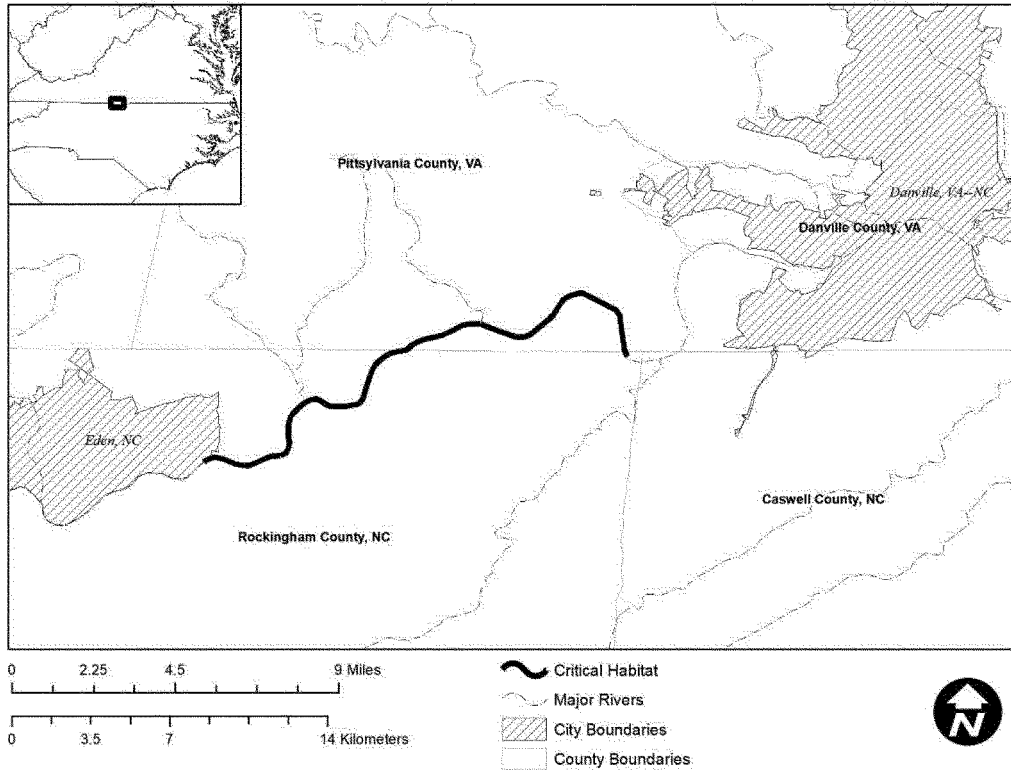 Pittsylvania County, VA
Danville, VA--NC
Danville County, VA
Eden, NC
Caswell County, NC
Rockingham County, NC
0 2.25 4.5 9 Miles
0 3.5 7 14 Kilometers
Critical Habitat
Major Rivers
City Boundaries
County Boundaries
N